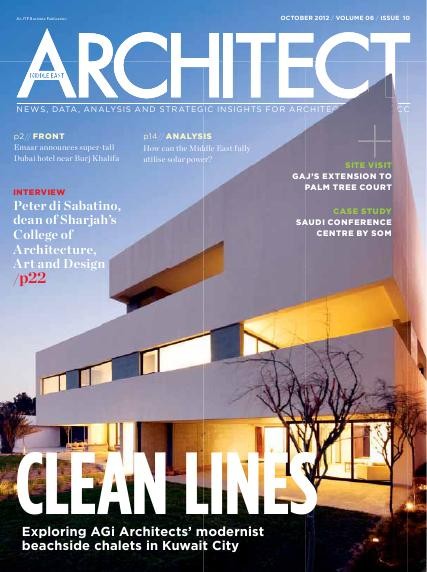 An ITP Business Publication
OCTOBER 2012 / VOLUME 06 / ISSUE 10
ARCHITECT
MIDDLE EAST
NEWS, DATA, ANALYSIS AND STRATEGIC INSIGHTS FOR ARCHITEC CC
p2// FRONT
Emaar announces super-tall
Dubai hotel near Burj Khalifa
p14// ANALYSIS
How can the Middle East fully
utilise solar power?
SITE VISIT
GAJ'S EXTENSION TO
PALM TREE COURT
CASE STUDY
SAUDI CONFERENCE
CENTRE BY SOM
INTERVIEW
Peter di Sabatino,
dean of Sharjah's
College of
Architecture,
Art and Design
/p22
CLEAN LINES
Exploring AGi Architects' modernist
beachside chalets in Kuwait City